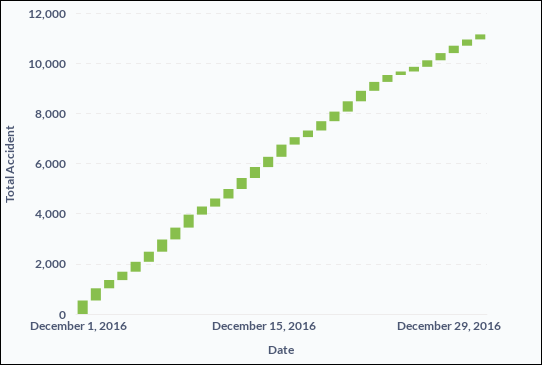 12,000
10,000
8,000
6,000
4,000
2,000
0
Total Accident
December 1, 2016
December 15, 2016
December 29, 2016
Date